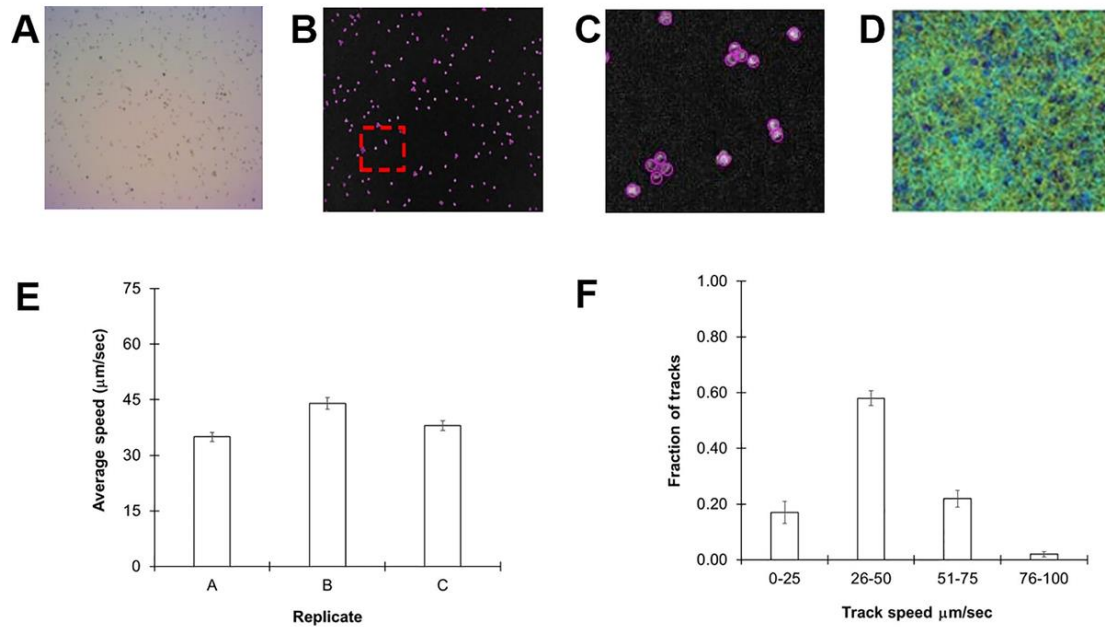 A
B
C
D
E
75
60
45
30
15
0
Average speed (μm/sec)
A
B
C
Replicate
F
1.00
0.80
0.60
0.40
0.20
0.00
Fraction of tracks
0-25
26-50
51-75
76-100
Track speed μm/sec